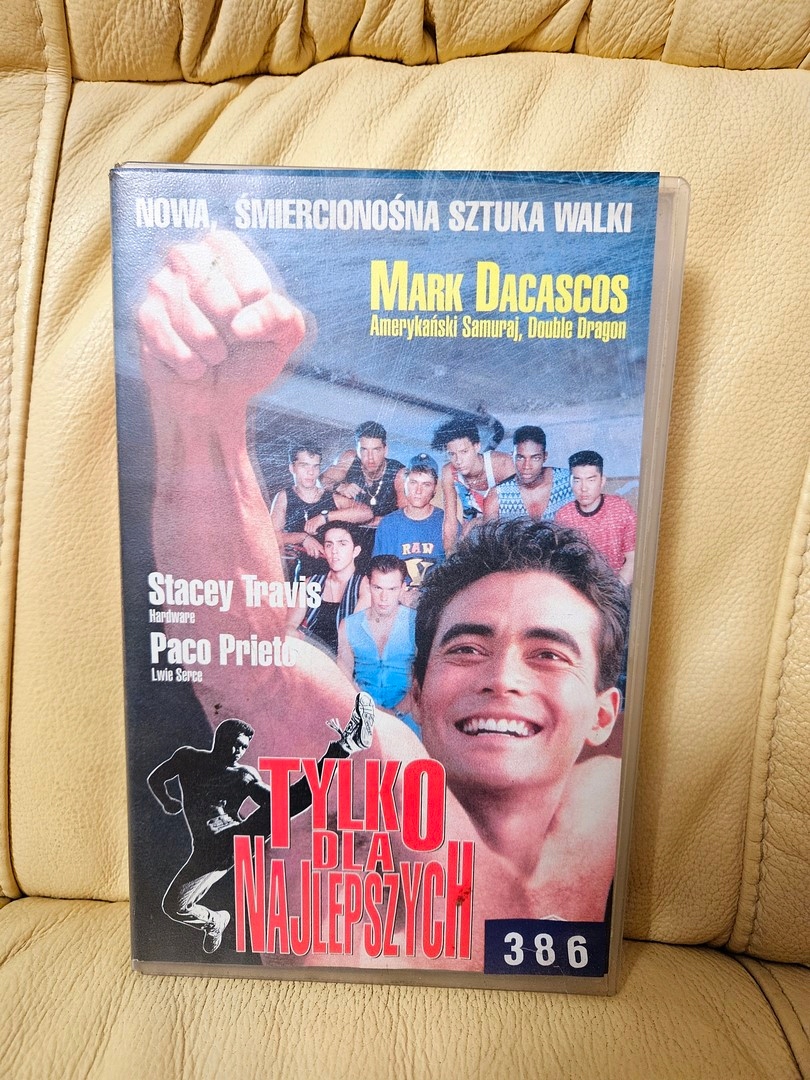 NOWA, ŚMIERCIONOŚNA SZTUKA WALKI
MARK DACASCOS
Amerykański Samuraj, Double Dragon
RAW
Stacey Travis
Hardware
Paco Prieto
Lwie Serce
TYLKO
DLA
NAJLEPSZYCH
386